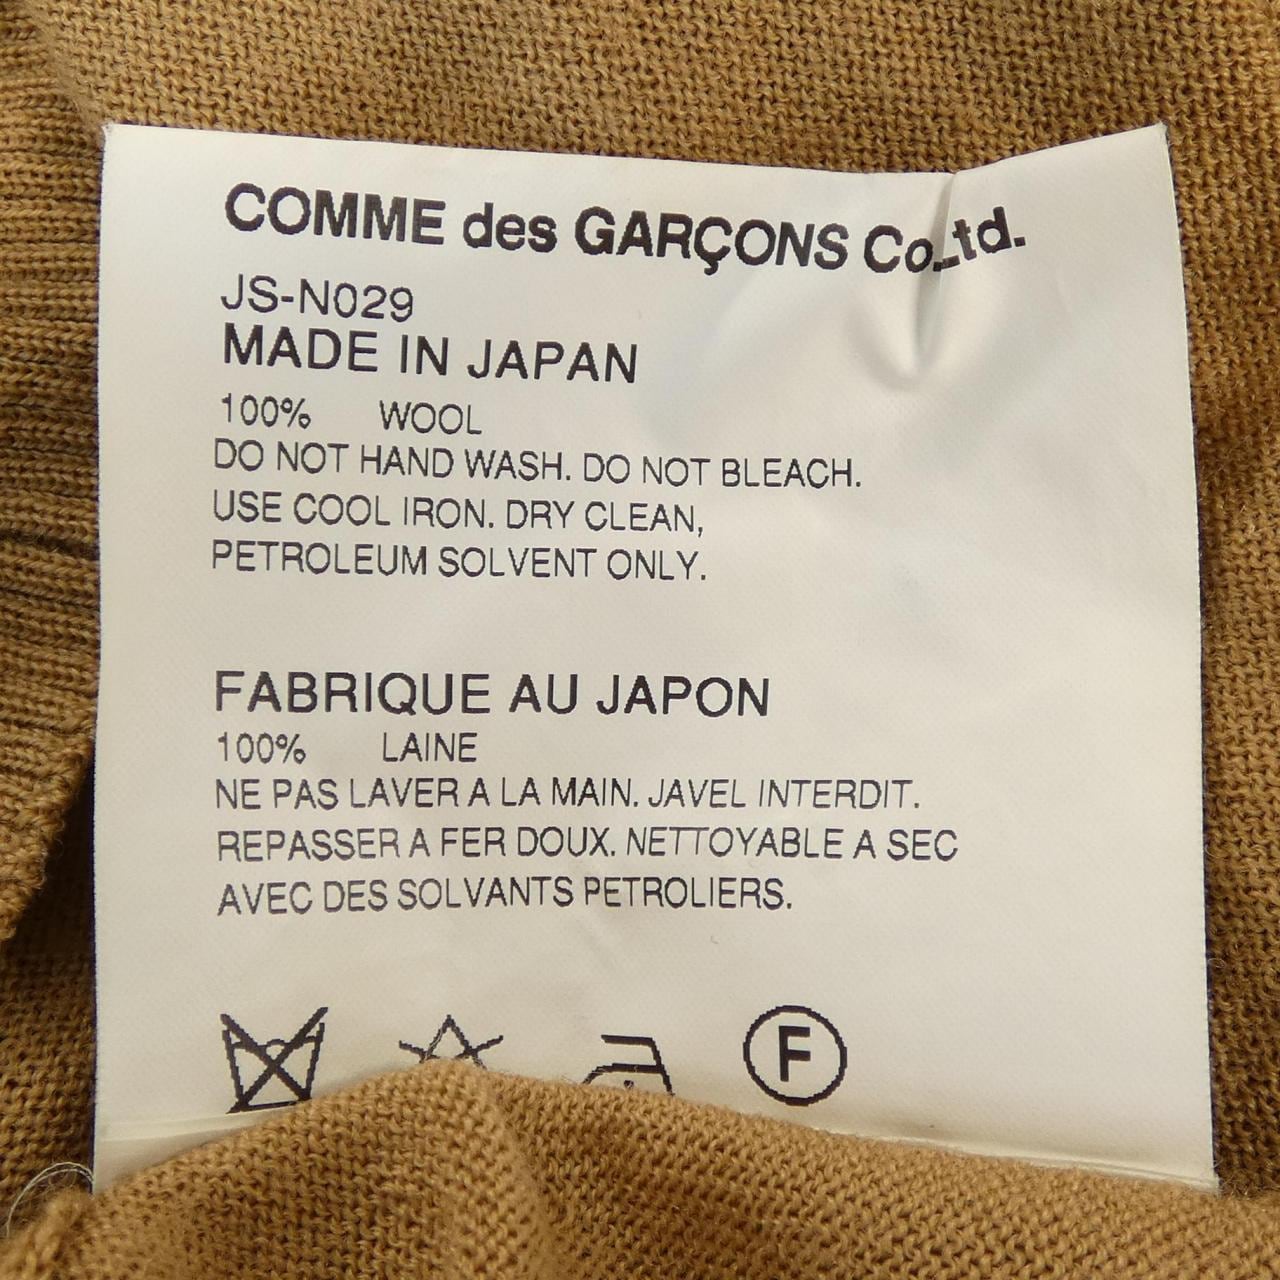 COMME des GARÇONS Co.Ltd.
JS-N029
MADE IN JAPAN
100% WOOL
DO NOT HAND WASH. DO NOT BLEACH.
USE COOL IRON. DRY CLEAN,
PETROLEUM SOLVENT ONLY.
FABRIQUE AU JAPON
100% LAINE
NE PAS LAVER A LA MAIN. JAVEL INTERDIT.
REPASSER A FER DOUX. NETTOYABLE A SEC
AVEC DES SOLVANTS PETROLIERS.
F